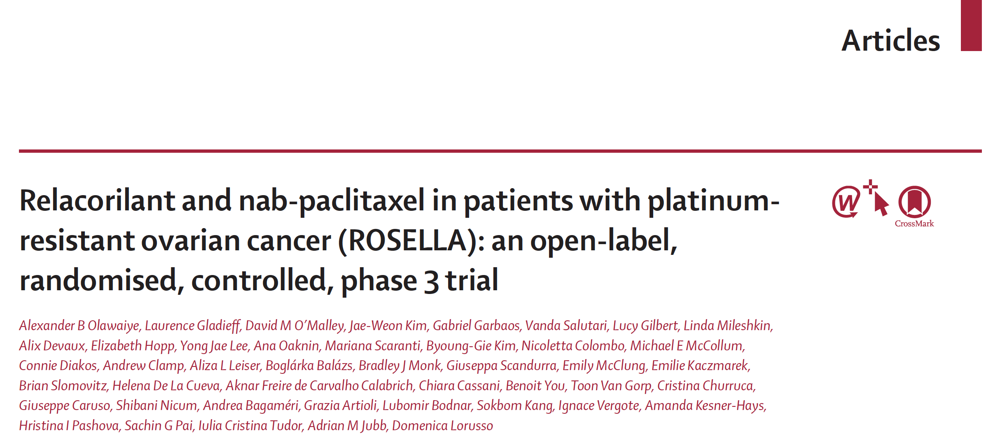 Articles
Relacorilant and nab-paclitaxel in patients with platinum-
resistant ovarian cancer (ROSELLA): an open-label,
randomised, controlled, phase 3 trial
W
CrossMark
Alexander B Olawaiye, Laurence Gladieff, David M O’Malley, Jae-Weon Kim, Gabriel Garbaos, Vanda Salutari, Lucy Gilbert, Linda Mileshkin,
Alix Devaux, Elizabeth Hopp, Yong Jae Lee, Ana Oaknin, Mariana Scaranti, Byoung-Gie Kim, Nicoletta Colombo, Michael E McCollum,
Connie Diakos, Andrew Clamp, Aliza L Leiser, Boglárka Balázs, Bradley J Monk, Giuseppa Scandurra, Emily McClung, Emilie Kaczmarek,
Brian Slomovitz, Helena De La Cueva, Aknar Freire de Carvalho Calabrich, Chiara Cassani, Benoit You, Toon Van Gorp, Cristina Churruca,
Giuseppe Caruso, Shibani Nicum, Andrea Bagaméri, Grazia Artioli, Lubomir Bodnar, Sokbom Kang, Ignace Vergote, Amanda Kesner-Hays,
Hristina I Pashova, Sachin G Pai, Iulia Cristina Tudor, Adrian M Jubb, Domenica Lorusso